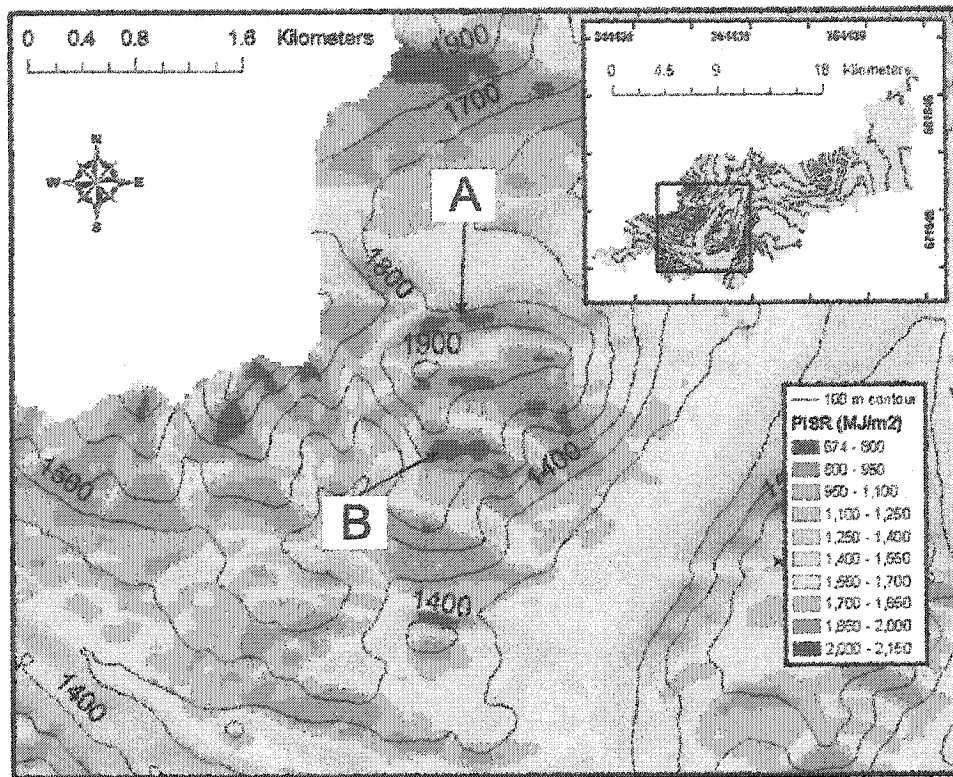 0 0.4 0.8 1.6 Kilometers
N
W E
S
1900
1700
A
1800
1900
1500
B
1400
1400
1400
0 4.5 9 18 Kilometers
100 m contour
PISR (MJ/m2)
674 - 800
800 - 950
950 - 1,100
1,100 - 1,250
1,250 - 1,400
1,400 - 1,550
1,550 - 1,700
1,700 - 1,850
1,850 - 2,000
2,000 - 2,150